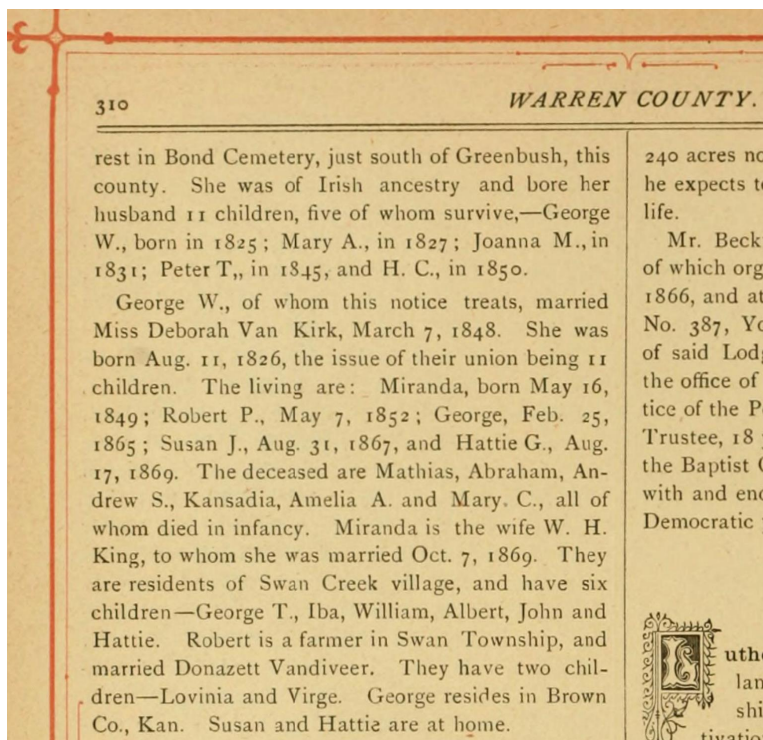 310
WARREN COUNTY.
rest in Bond Cemetery, just south of Greenbush, this
county. She was of Irish ancestry and bore her
husband 11 children, five of whom survive,—George
W., born in 1825; Mary A., in 1827; Joanna M., in
1831; Peter T,, in 1845, and H. C., in 1850.
George W., of whom this notice treats, married
Miss Deborah Van Kirk, March 7, 1848. She was
born Aug. 11, 1826, the issue of their union being 11
children. The living are: Miranda, born May 16,
1849; Robert P., May 7, 1852; George, Feb. 25,
1865; Susan J., Aug. 31, 1867, and Hattie G., Aug.
17, 1869. The deceased are Mathias, Abraham, An-
drew S., Kansadia, Amelia A. and Mary. C., all of
whom died in infancy. Miranda is the wife W. H.
King, to whom she was married Oct. 7, 1869. They
are residents of Swan Creek village, and have six
children—George T., Iba, William, Albert, John and
Hattie. Robert is a farmer in Swan Township, and
married Donazett Vandiveer. They have two chil-
dren—Lovinia and Virge. George resides in Brown
Co., Kan. Susan and Hattie are at home.
240 acres
he expects
life.
Mr. Beck
of which
1866, and
No. 387,
of said
the office of
tice of the
Trustee, 18
the Baptist
with and
Democratic